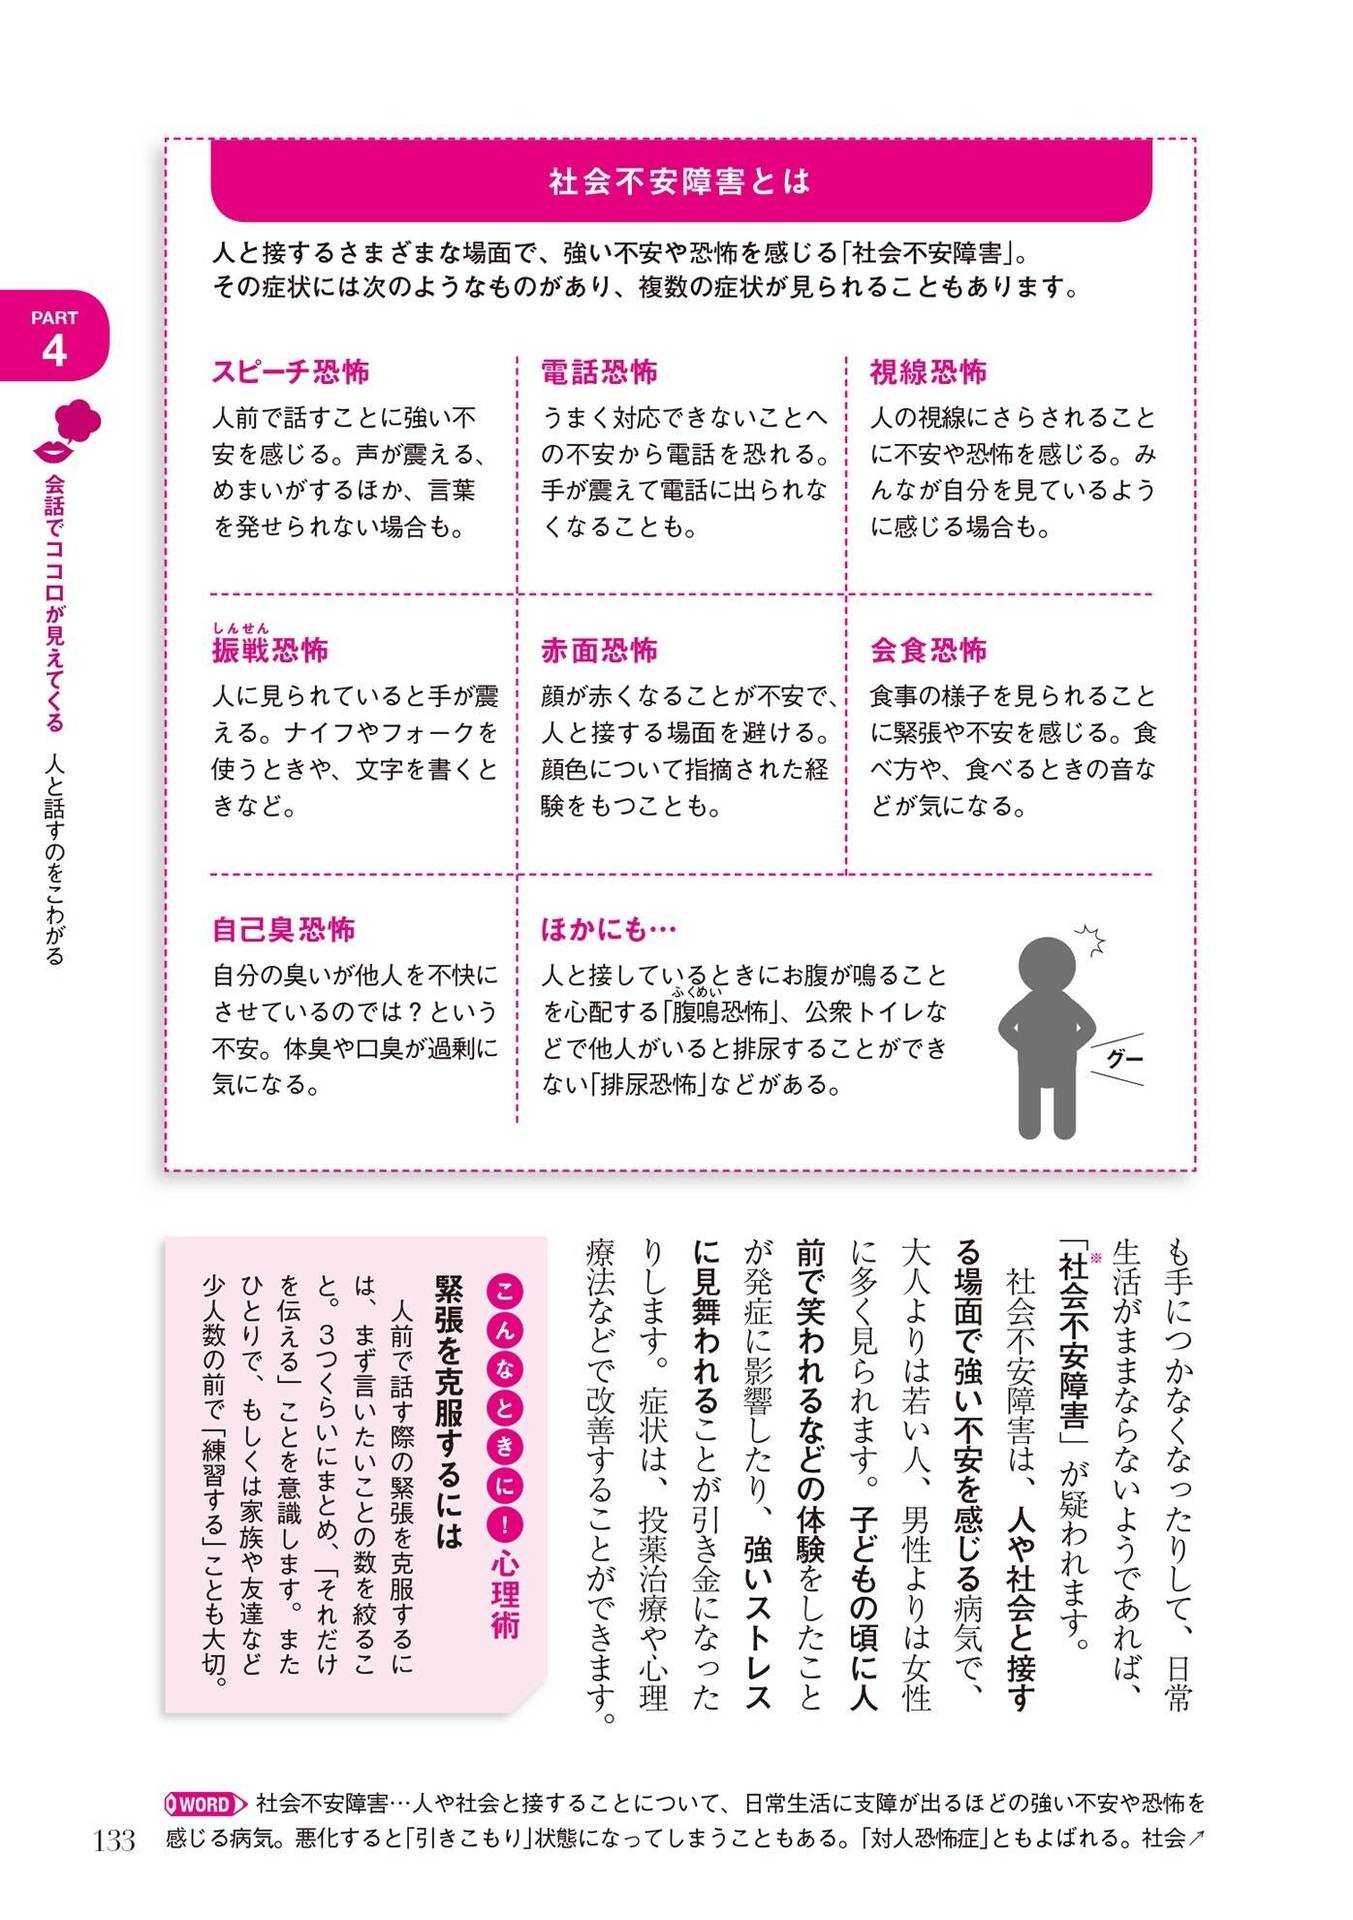 社会不安障害とは
人と接するさまざまな場面で、強い不安や恐怖を感じる「社会不安障害」。
その症状には次のようなものがあり、複数の症状が見られることもあります。
スピーチ恐怖
人前で話すことに強い不
安を感じる。声が震える、
めまいがするほか、言葉
を発せられない場合も。
電話恐怖
うまく対応できないことへ
の不安から電話を恐れる。
手が震えて電話に出られな
くなることも。
視線恐怖
人の視線にさらされること
に不安や恐怖を感じる。み
んなが自分を見ているよう
に感じる場合も。
しんせん
振戦恐怖
人に見られていると手が震
える。ナイフやフォークを
使うときや、文字を書くと
きなど。
赤面恐怖
顔が赤くなることが不安で、
人と接する場面を避ける。
顔色について指摘された経
験をもつことも。
会食恐怖
食事の様子を見られること
に緊張や不安を感じる。食
べ方や、食べるときの音な
どが気になる。
自己臭恐怖
自分の臭いが他人を不快に
させているのでは？という
不安。体臭や口臭が過剰に
気になる。
ほかにも…
人と接しているときにお腹が鳴ること
ふくめい
を心配する「腹鳴恐怖」、公衆トイレな
どで他人がいると排尿することができ
ない「排尿恐怖」などがある。
グー
PART
4
会話でココロが見えてくる 人と話すのをこわがる
も手につかなくなったりして、日常
生活がままならないようであれば、
※
「社会不安障害」が疑われます。
社会不安障害は、人や社会と接す
る場面で強い不安を感じる病気で、
大人よりは若い人、男性よりは女性
に多く見られます。子どもの頃に人
前で笑われるなどの体験をしたこと
が発症に影響したり、強いストレス
に見舞われることが引き金になった
りします。症状は、投薬治療や心理
療法などで改善することができます。
こんなときに！心理術
緊張を克服するには
人前で話す際の緊張を克服するに
は、まず言いたいことの数を絞るこ
と。3つくらいにまとめ、「それだけ
を伝える」ことを意識します。また
ひとりで、もしくは家族や友達など
少人数の前で「練習する」ことも大切。
WORD 社会不安障害…人や社会と接することについて、日常生活に支障が出るほどの強い不安や恐怖を
感じる病気。悪化すると「引きこもり」状態になってしまうこともある。「対人恐怖症」ともよばれる。社会↗
133